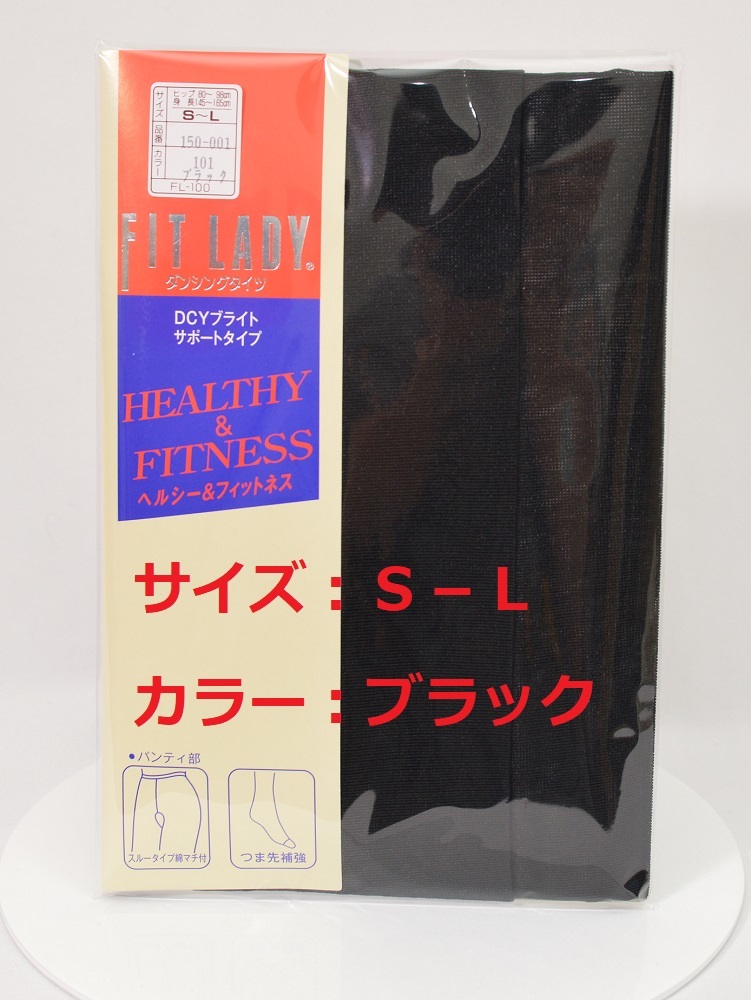 サイズ
ヒップ 80〜98cm
身長 145〜165cm
S〜L
品番
150-001
カラー
101
ブラック
FL-100
FIT LADY®
ダンシングタイツ
DCYブライト
サポートタイプ
HEALTHY
&
FITNESS
ヘルシー&フィットネス
サイズ：S－L
カラー：ブラック
●パンティ部
スルータイプ綿マチ付
つま先補強